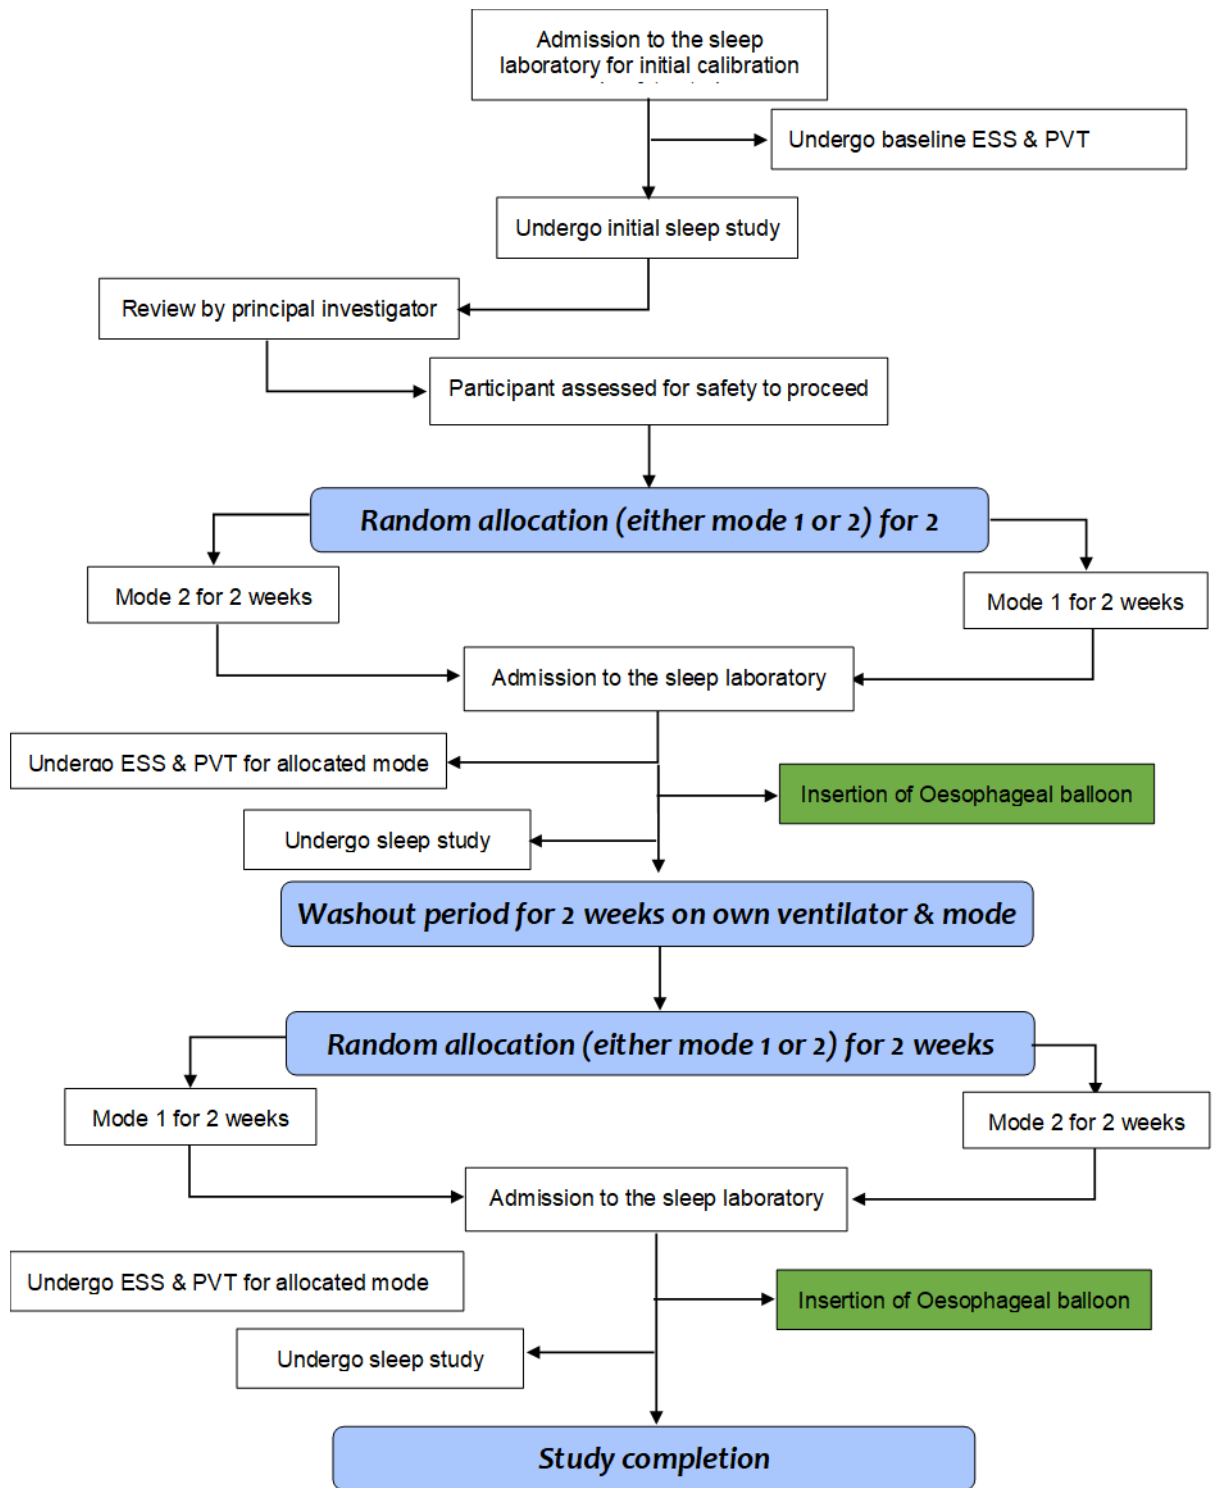 Admission to the sleep
laboratory for initial calibration
Undergo baseline ESS & PVT
Undergo initial sleep study
Review by principal investigator
Participant assessed for safety to proceed
Random allocation (either mode 1 or 2) for 2
Mode 2 for 2 weeks
Mode 1 for 2 weeks
Admission to the sleep laboratory
Undergo ESS & PVT for allocated mode
Insertion of Oesophageal balloon
Undergo sleep study
Washout period for 2 weeks on own ventilator & mode
Random allocation (either mode 1 or 2) for 2 weeks
Mode 1 for 2 weeks
Mode 2 for 2 weeks
Admission to the sleep laboratory
Undergo ESS & PVT for allocated mode
Insertion of Oesophageal balloon
Undergo sleep study
Study completion